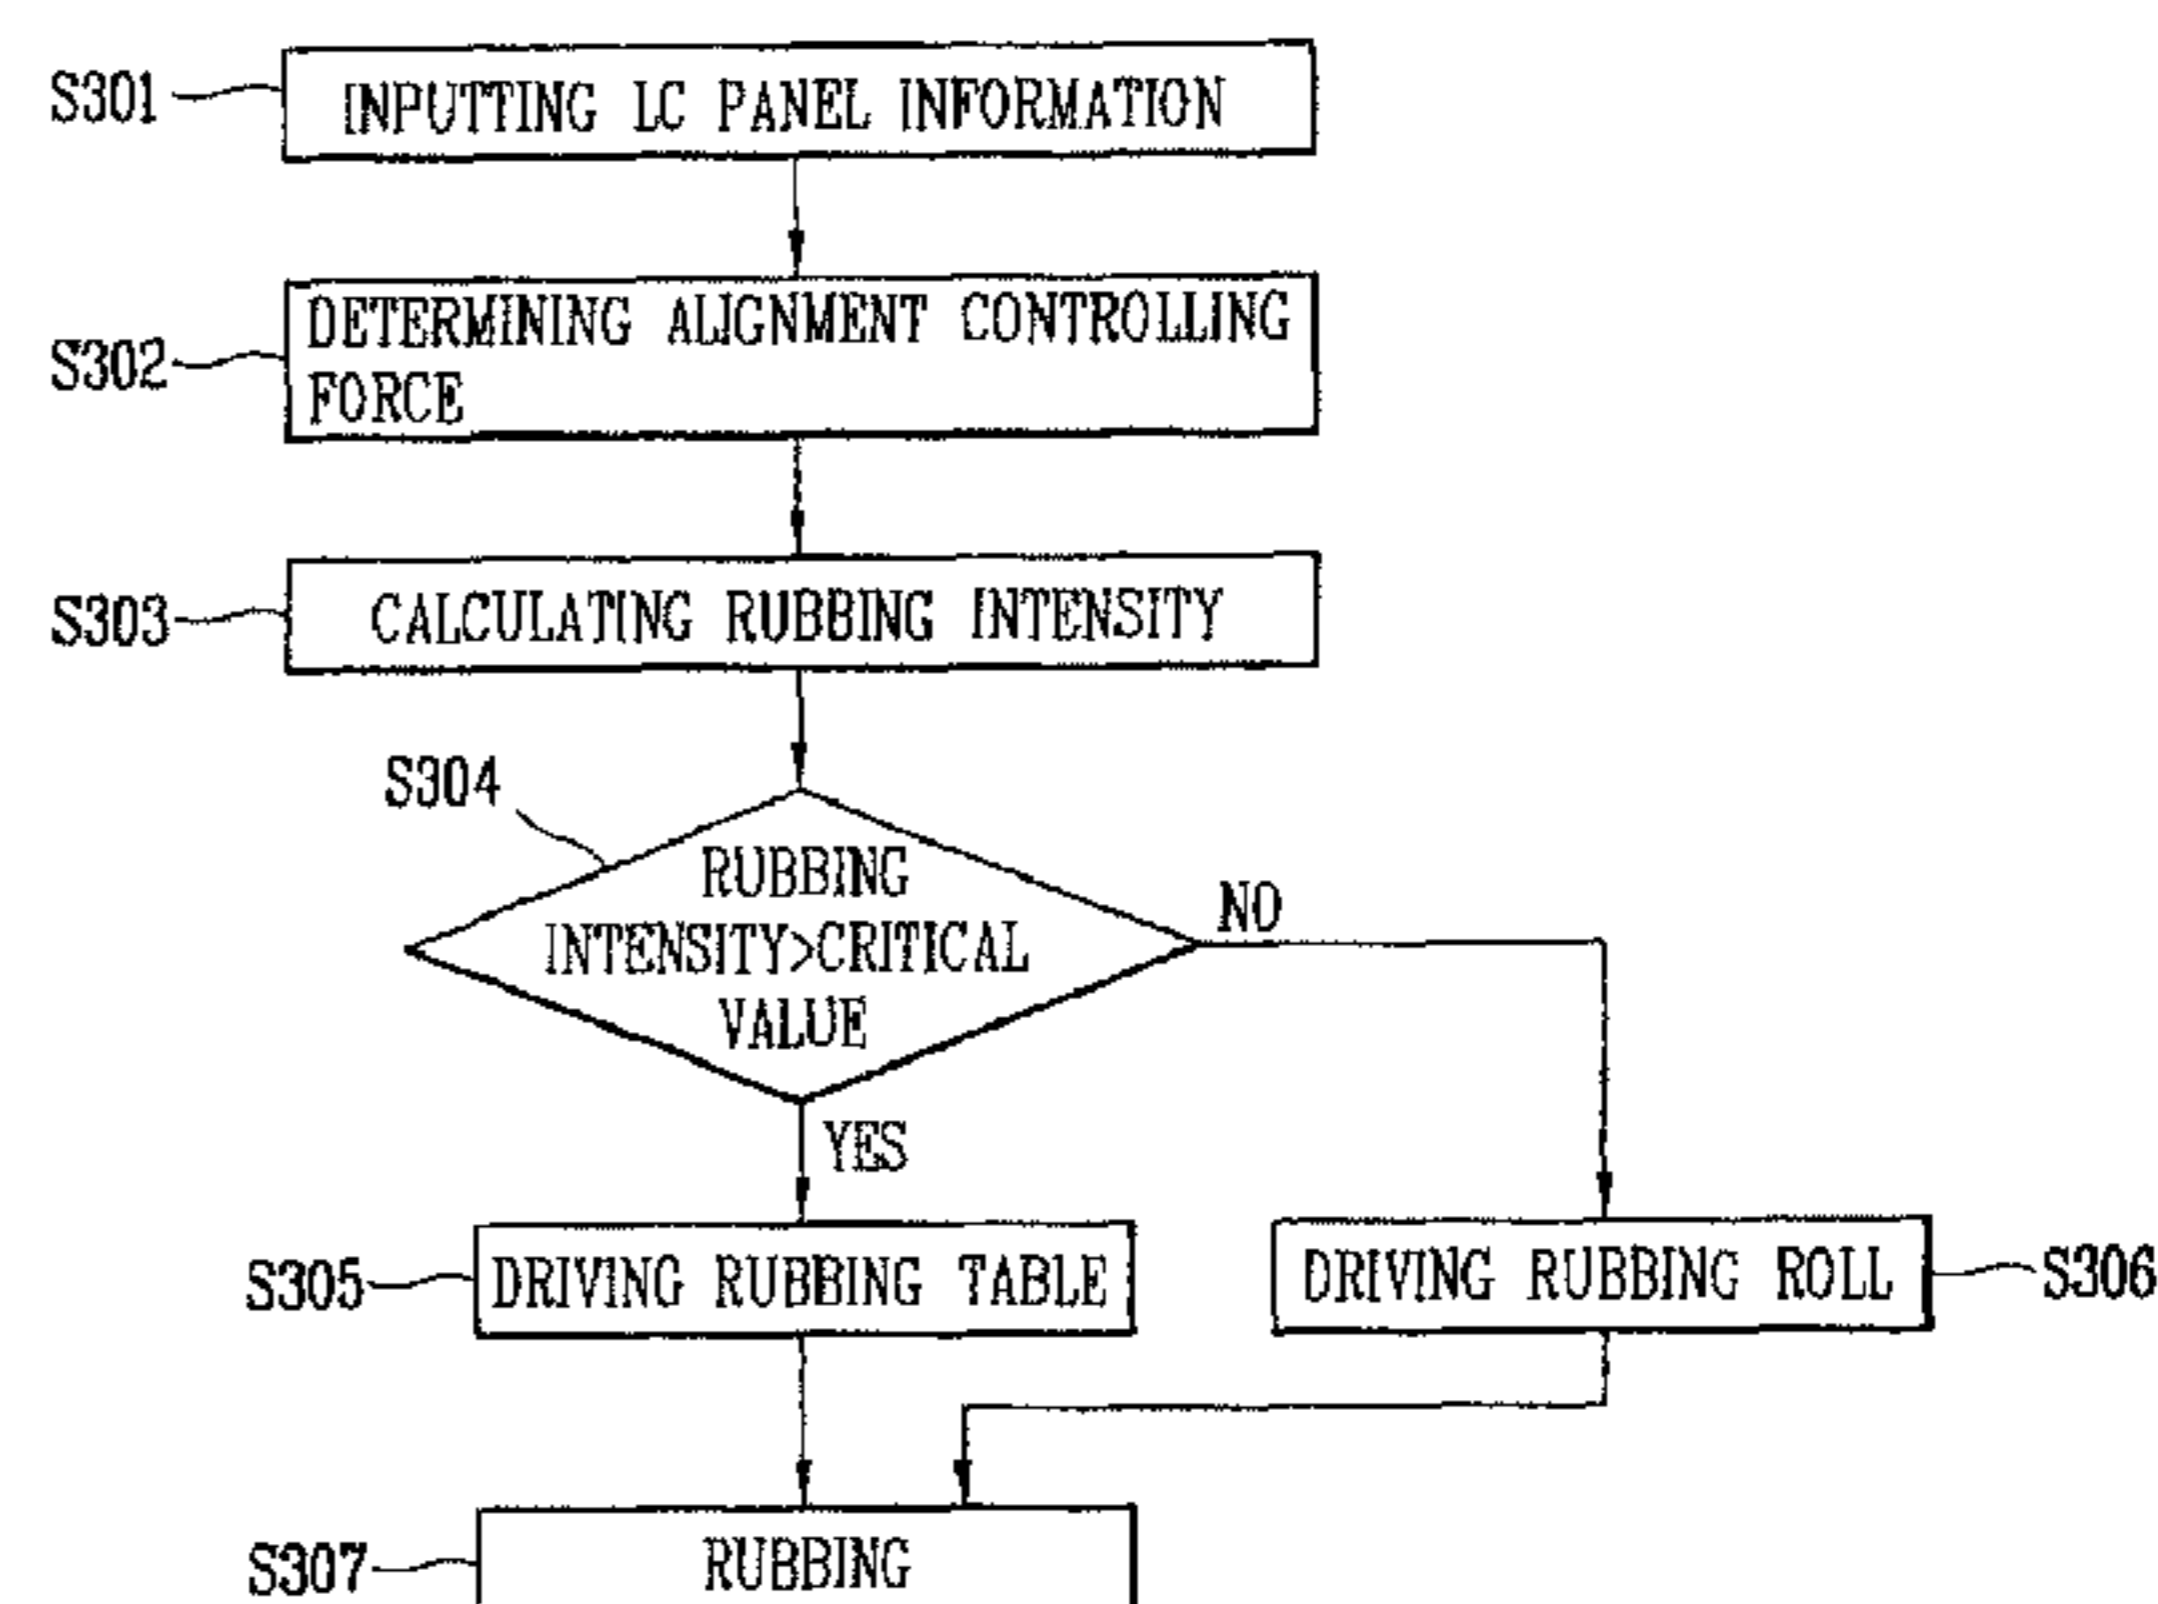 S301
INPUTTING LC PANEL INFORMATION
S302
DETERMINING ALIGNMENT CONTROLLING
FORCE
S303
CALCULATING RUBBING INTENSITY
S304
RUBBING
INTENSITY>CRITICAL
VALUE
NO
YES
S305
DRIVING RUBBING TABLE
DRIVING RUBBING ROLL
S306
S307
RUBBING